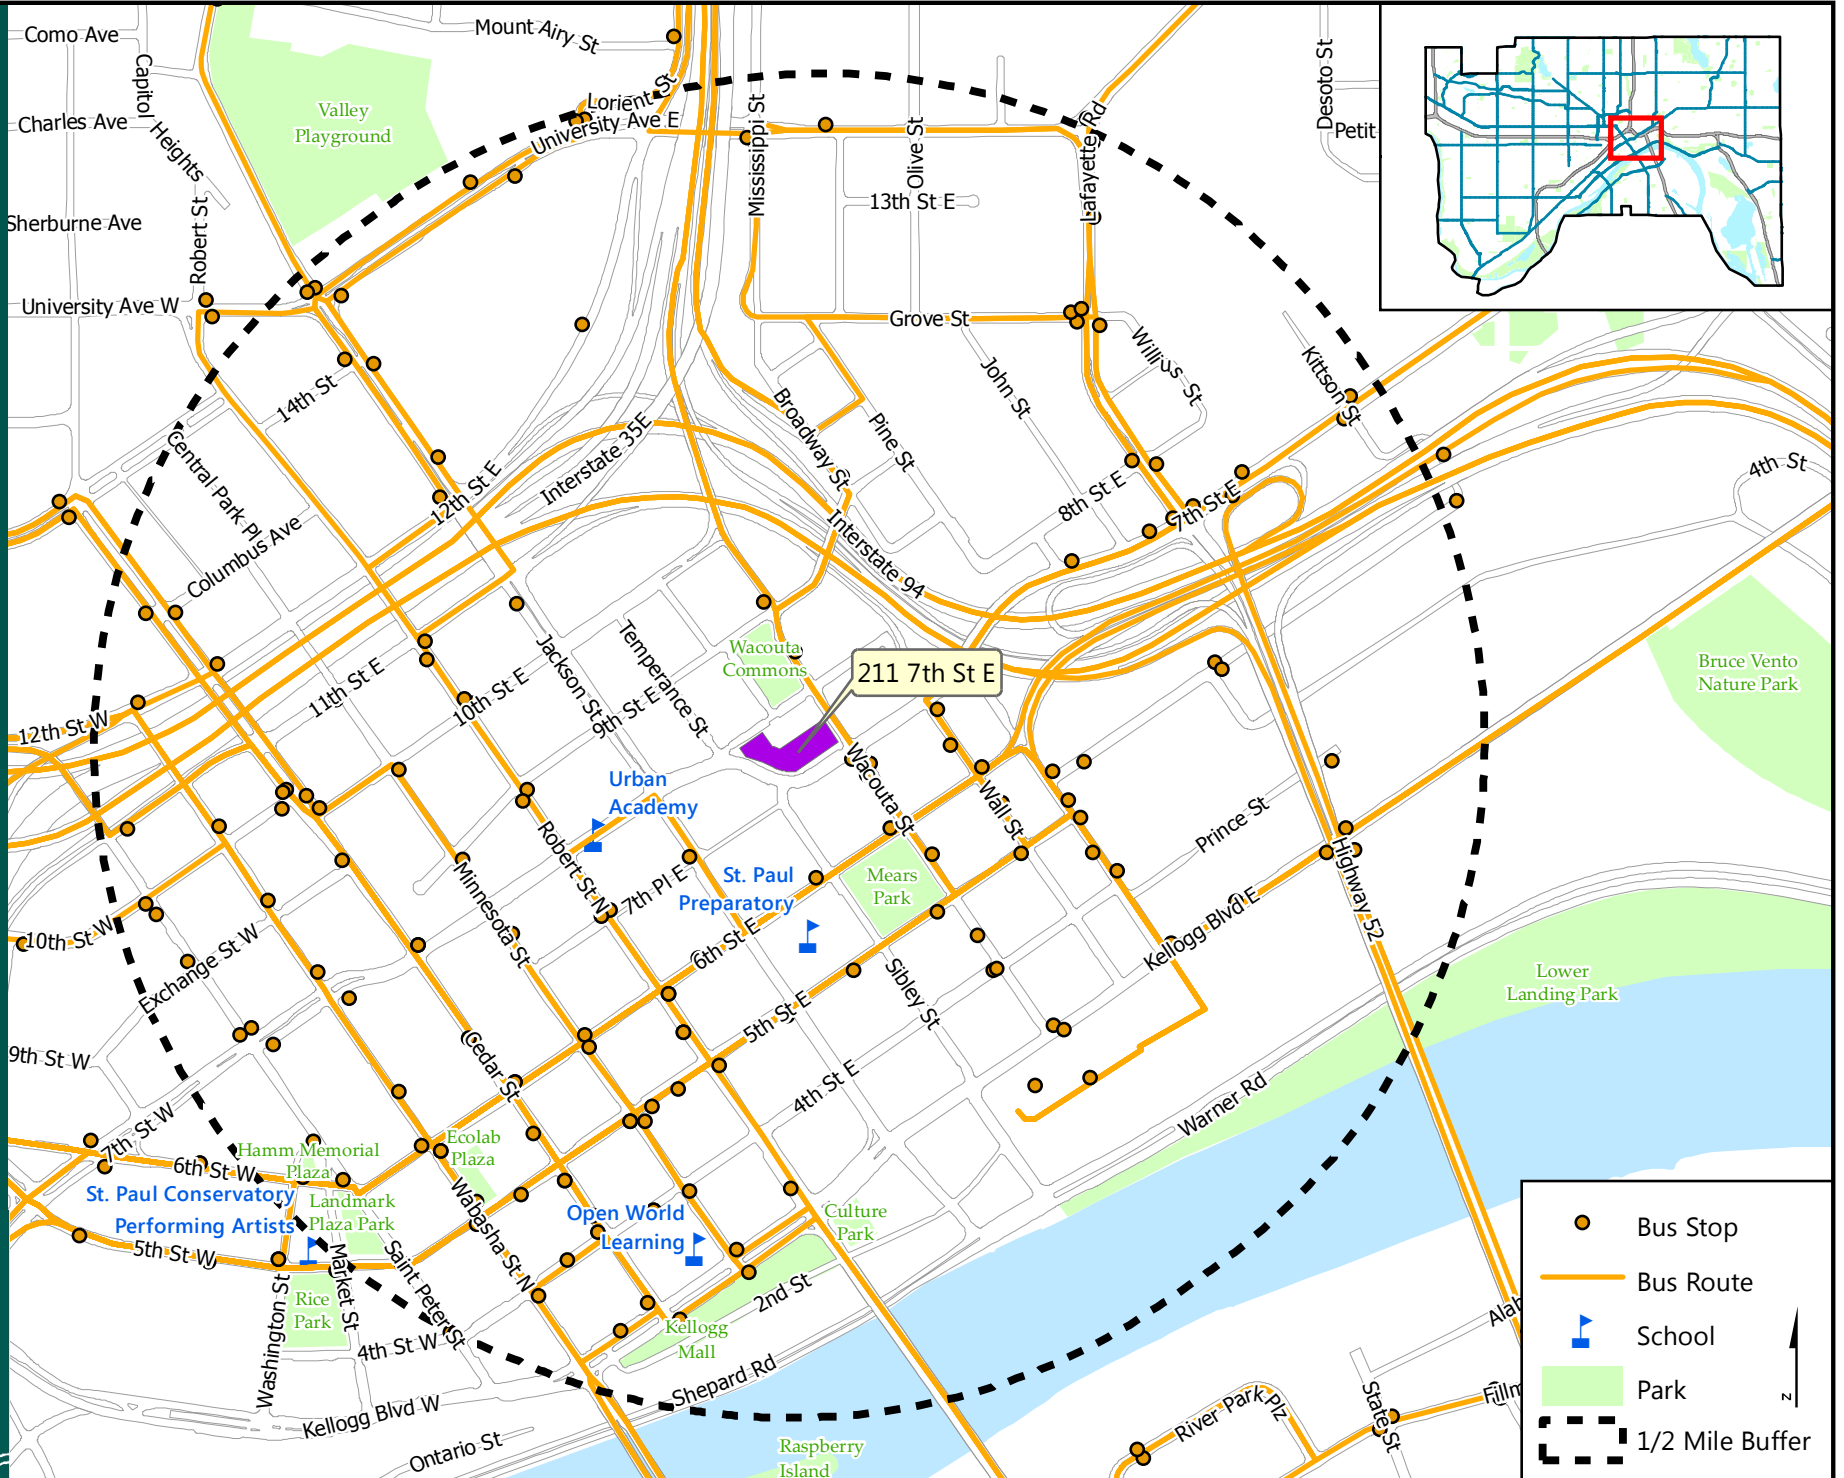 Como Ave
Mount Airy St
Desoto St
Capitol Heights
Valley
Playground
Lorient St
University Ave E
Charles Ave
Mississippi St
Olive St
Lafayette Rd
Petit
13th St E
Sherburne Ave
Robert St
University Ave W
Grove St
Willius St
Kittson St
John St
14th St
Broadway St
Pine St
Central Park Pl
Interstate 35E
12th St E
4th St
8th St E
7th St E
Columbus Ave
Interstate 94
Temperance St
Jackson St
Wacouta
Commons
211 7th St E
Bruce Vento
Nature Park
11th St E
10th St E
9th St E
12th St W
Wacouta St
Urban
Academy
Wall St
Prince St
Robert St N
Minnesota St
7th Pl E
St. Paul
Preparatory
Mears
Park
Highway 52
10th St W
Exchange St W
6th St E
Kellogg Blvd E
Sibley St
5th St E
Lower
Landing Park
9th St W
Cedar St
4th St E
Warner Rd
7th St W
Hamm Memorial
Plaza
Ecolab
Plaza
6th St W
St. Paul Conservatory
Performing Artists
Landmark
Plaza Park
Wabasha St N
Open World
Learning
Culture
Park
5th St W
Market St
Saint Peter St
Washington St
Rice
Park
4th St W
2nd St
Kellogg
Mall
Shepard Rd
Kellogg Blvd W
Ontario St
Raspberry
Island
River Park Plz
State St
Alab
Fillm
Bus Stop
Bus Route
School
Park
1/2 Mile Buffer
z